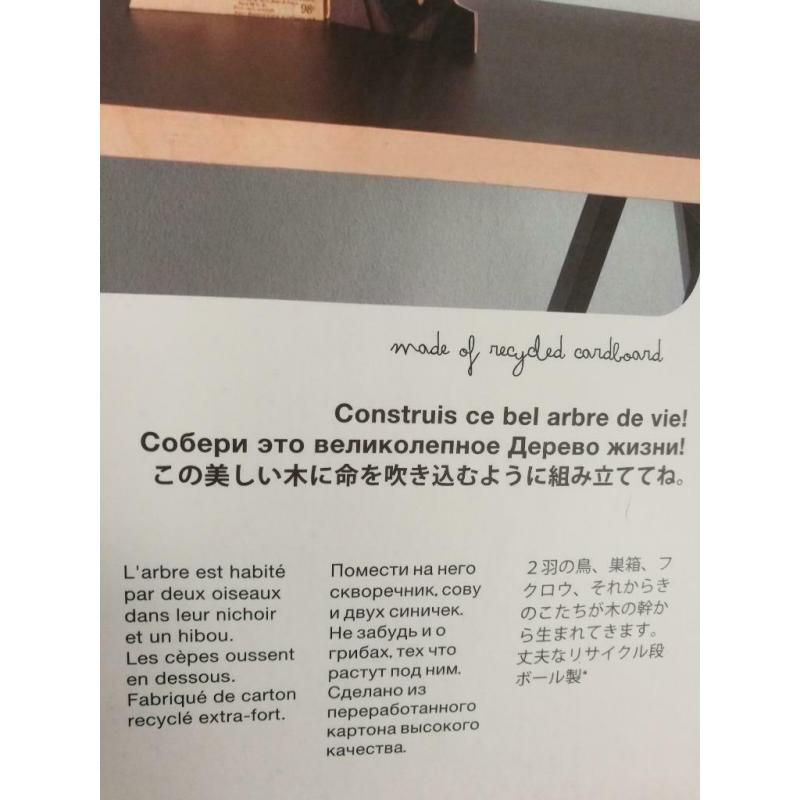 98¢
made of recycled cardboard
Construis ce bel arbre de vie!
Собери это великолепное Дерево жизни!
この美しい木に命を吹き込むように組み立ててね。
L'arbre est habité
par deux oiseaux
dans leur nichoir
et un hibou.
Les cèpes oussent
en dessous.
Fabriqué de carton
recyclé extra-fort.
Помести на него
скворечник, сову
и двух синичек.
Не забудь и о
грибах, тех что
растут под ним.
Сделано из
переработанного
картона высокого
качества.
2羽の鳥、巣箱、フ
クロウ、それからき
のこたちが木の幹か
ら生まれてきます。
丈夫なリサイクル段
ボール製*